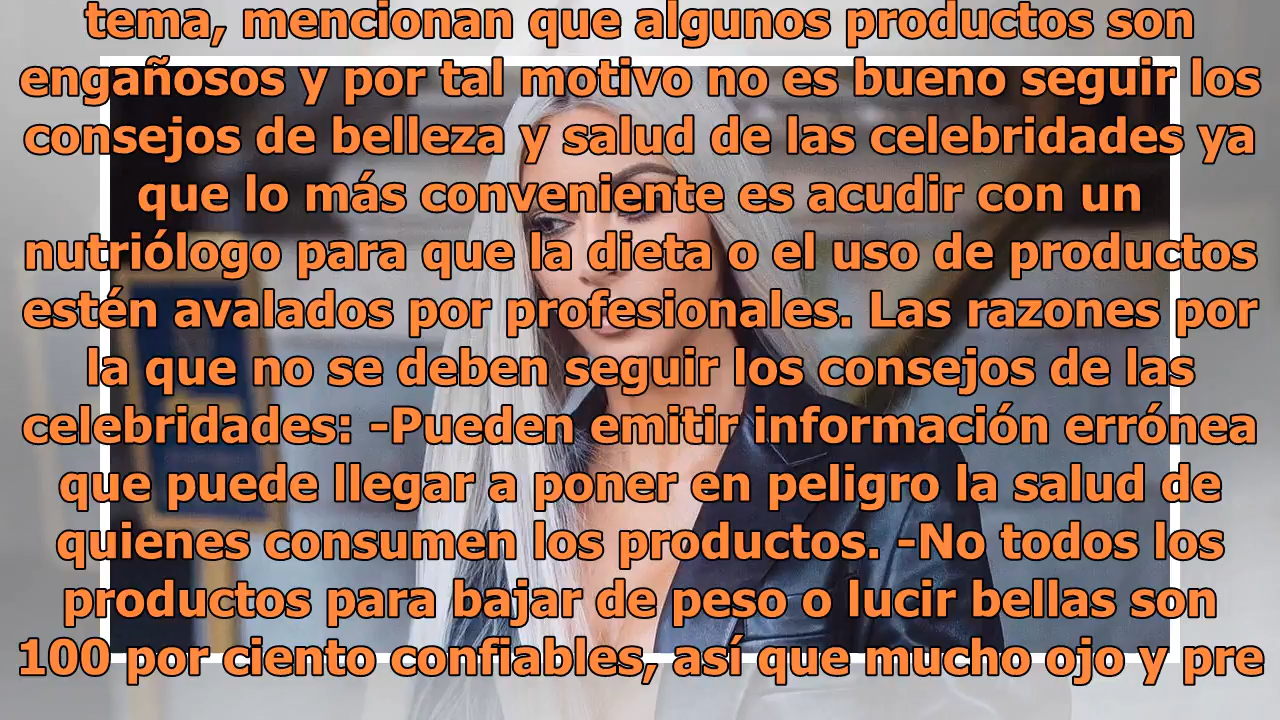 tema, mencionan que algunos productos son
engañosos y por tal motivo no es bueno seguir los
consejos de belleza y salud de las celebridades ya
que lo más conveniente es acudir con un
nutriólogo para que la dieta o el uso de productos
estén avalados por profesionales. Las razones por
la que no se deben seguir los consejos de las
celebridades: -Pueden emitir información errónea
que puede llegar a poner en peligro la salud de
quienes consumen los productos. -No todos los
productos para bajar de peso o lucir bellas son
100 por ciento confiables, así que mucho ojo y pre